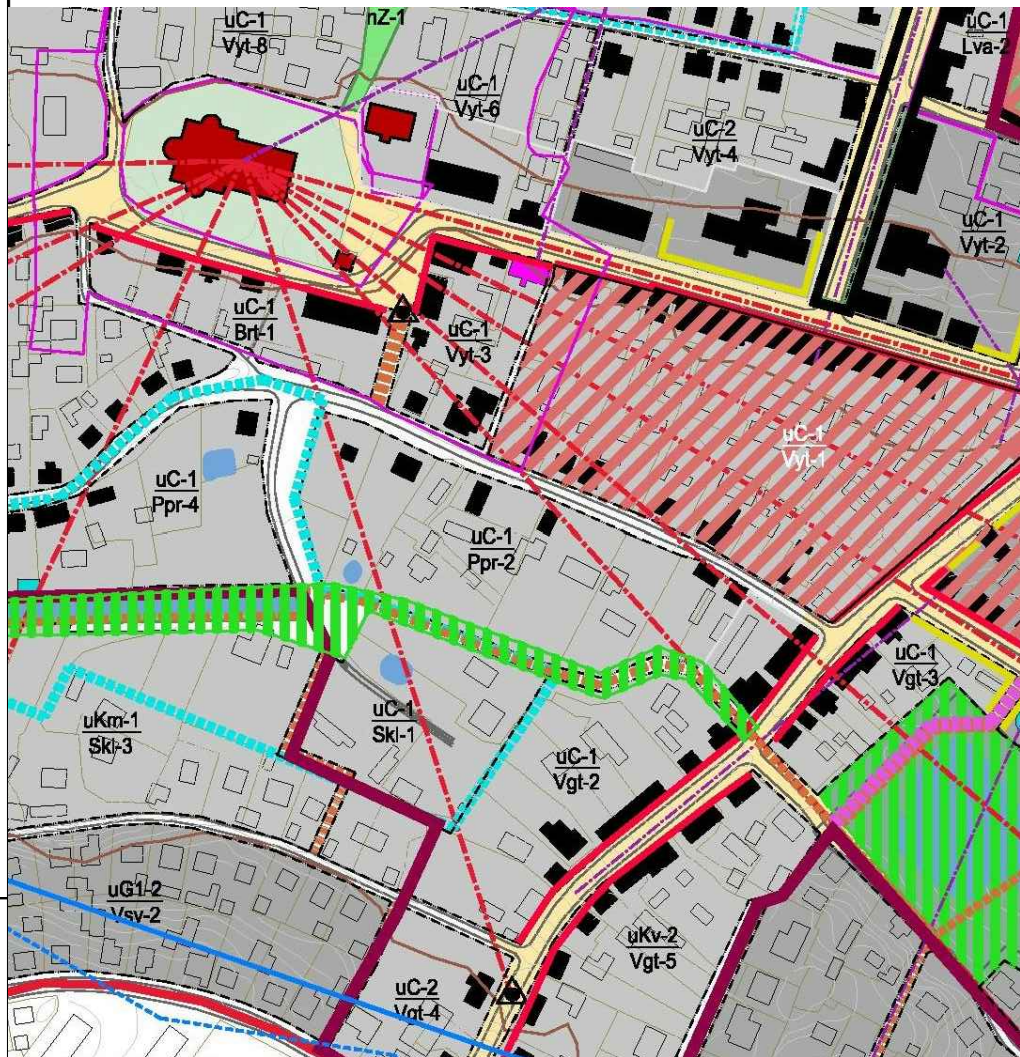 uC-1
Vyt-8
nZ-1
uC-1
Lva-2
uC-1
Vyt-6
uC-2
Vyt-4
uC-1
Vyt-2
uC-1
Brt-1
uC-1
Vyt-3
uC-1
Vyt-1
uC-1
Ppr-4
uC-1
Ppr-2
uC-1
Vgt-3
uKm-1
Skl-3
uC-1
Skl-1
uC-1
Vgt-2
uG1-2
Vsv-2
uKv-2
Vgt-5
uC-2
Vgt-4